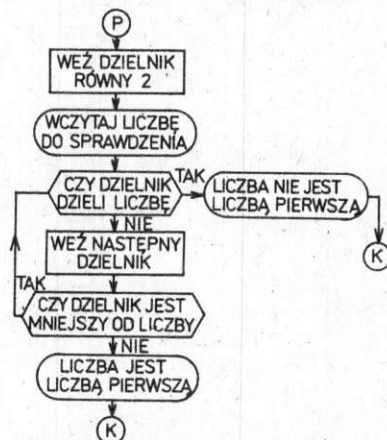 P
WEŹ DZIELNIK
RÓWNY 2
WCZYTAJ LICZBĘ
DO SPRAWDZENIA
CZY DZIELNIK
DZIELI LICZBĘ
TAK
LICZBA NIE JEST
LICZBĄ PIERWSZĄ
K
NIE
WEŹ NASTĘPNY
DZIELNIK
TAK
CZY DZIELNIK JEST
MNIEJSZY OD LICZBY
NIE
LICZBA JEST
LICZBĄ PIERWSZĄ
K